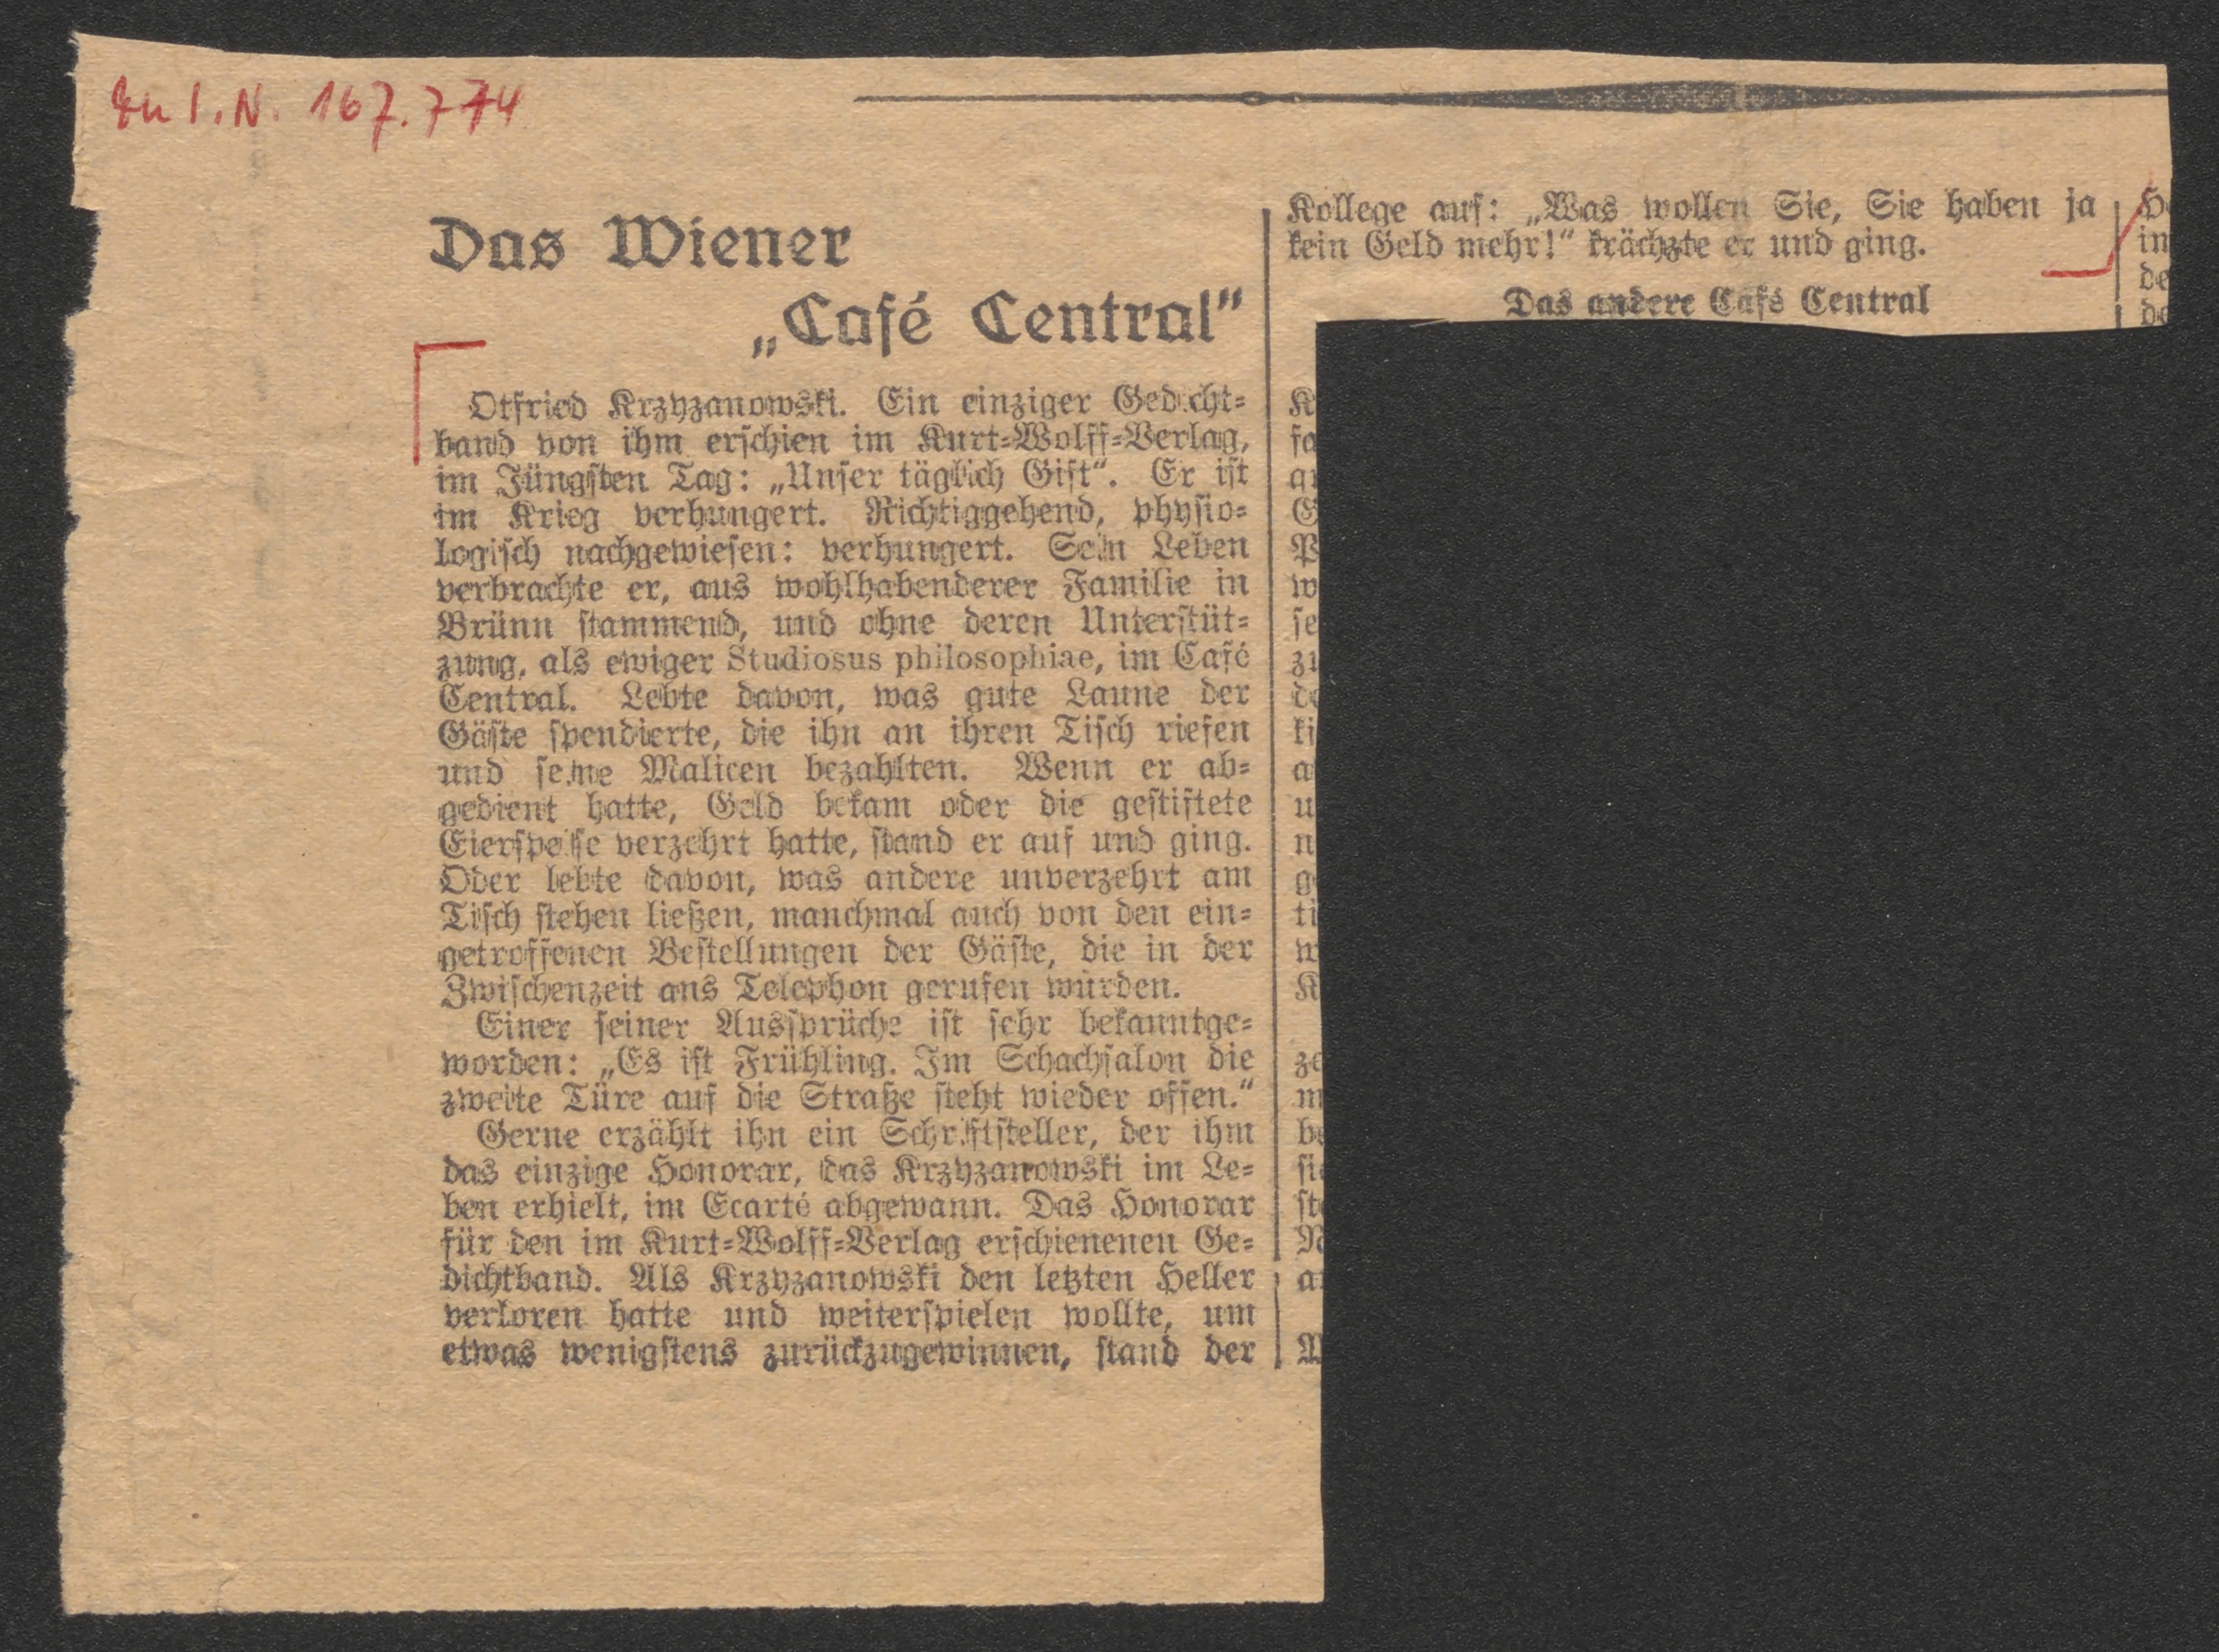 Zu I.N. 167.774
Das Wiener
„Café Central"
Otfried Krzyzanowski. Ein einziger Gedicht-
band von ihm erschien im Kurt-Wolff-Verlag,
im Jüngsten Tag: „Unser täglich Gift“. Er ist
im Krieg verhungert. Richtiggehend, physio-
logisch nachgewiesen: verhungert. Sein Leben
verbrachte er, aus wohlhabenderer Familie in
Brünn stammend, und ohne deren Unterstüt-
zung, als ewiger Studiosus philosophiae, im Café
Central. Lebte davon, was gute Laune der
Gäste spendierte, die ihn an ihren Tisch riefen
und seine Malicen bezahlten. Wenn er ab-
gedient hatte, Geld bekam oder die gestiftete
Eierspeise verzehrt hatte, stand er auf und ging.
Oder lebte davon, was andere unverzehrt am
Tisch stehen ließen, manchmal auch von den ein-
getroffenen Bestellungen der Gäste, die in der
Zwischenzeit ans Telephon gerufen wurden.
Einer seiner Aussprüche ist sehr bekanntge-
worden: „Es ist Frühling. Im Schachsalon die
zweite Türe auf die Straße steht wieder offen.“
Gerne erzählt ihn ein Schriftsteller, der ihm
das einzige Honorar, das Krzyzanowski im Le-
ben erhielt, im Ecarté abgewann. Das Honorar
für den im Kurt-Wolff-Verlag erschienenen Ge-
dichtband. Als Krzyzanowski den letzten Heller
verloren hatte und weiterspielen wollte, um
etwas wenigstens zurückzugewinnen, stand der
Kollege auf: „Was wollen Sie, Sie haben ja
kein Geld mehr!“ krächzte er und ging.
Das andere Café Central